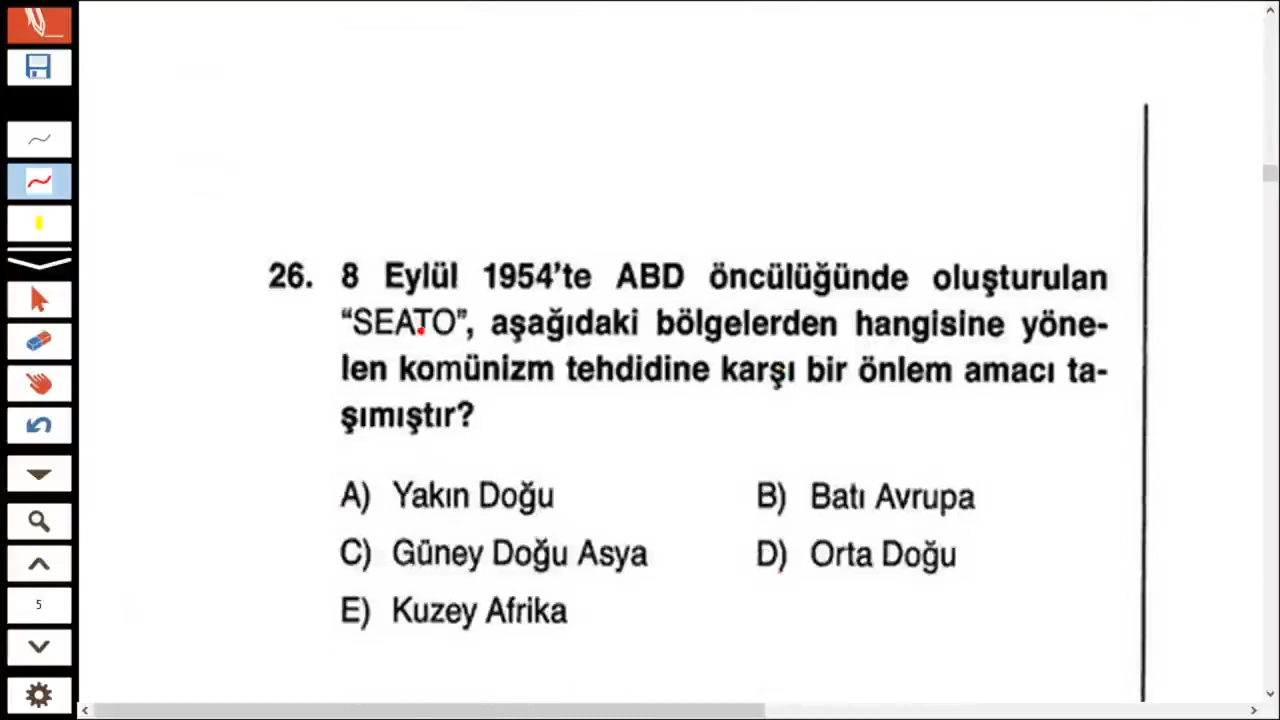 26. 8 Eylül 1954'te ABD öncülüğünde oluşturulan
“SEATO”, aşağıdaki bölgelerden hangisine yöne-
len komünizm tehdidine karşı bir önlem amacı ta-
şımıştır?
A) Yakın Doğu B) Batı Avrupa
C) Güney Doğu Asya D) Orta Doğu
E) Kuzey Afrika
5